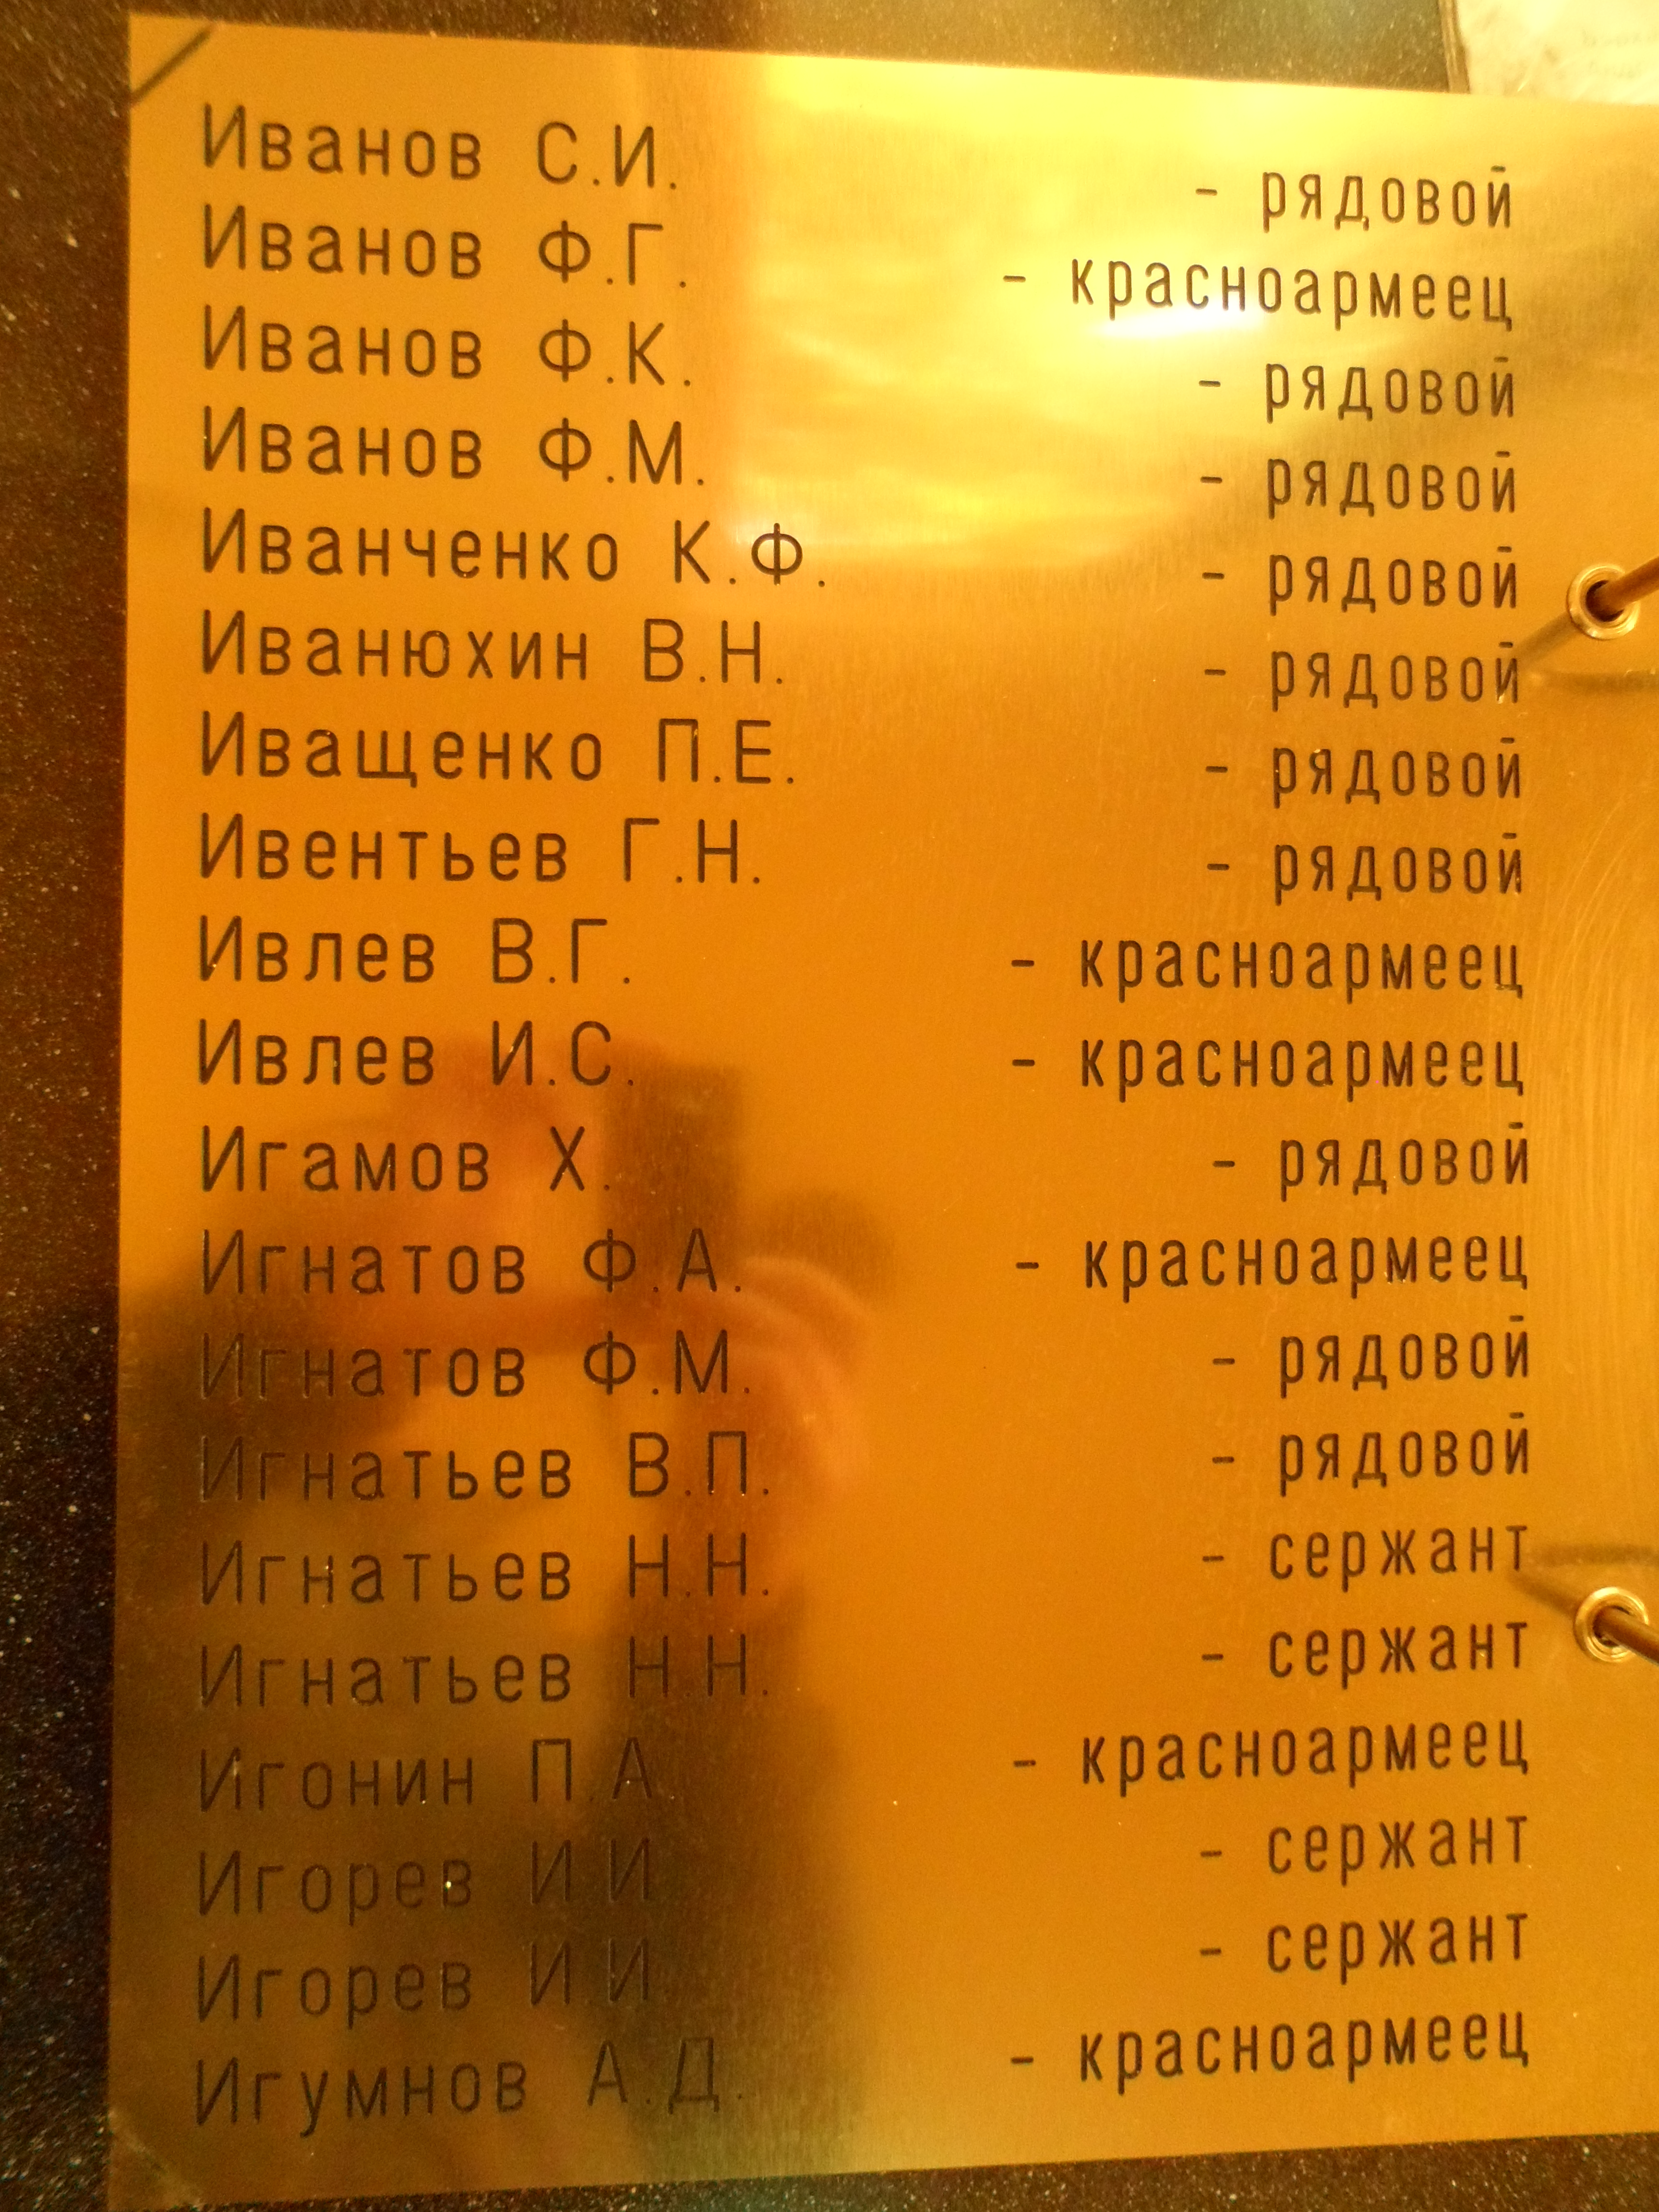 Иванов С.И. - рядовой
Иванов Ф.Г. - красноармеец
Иванов Ф.К. - рядовой
Иванов Ф.М. - рядовой
Иванченко К.Ф. - рядовой
Иванюхин В.Н. - рядовой
Иващенко П.Е. - рядовой
Ивентьев Г.Н. - рядовой
Ивлев В.Г. - красноармеец
Ивлев И.С. - красноармеец
Игамов Х. - рядовой
Игнатов Ф.А. - красноармеец
Игнатов Ф.М. - рядовой
Игнатьев В.П. - рядовой
Игнатьев Н.Н. - сержант
Игнатьев Н.Н. - сержант
Игонин П.А. - красноармеец
Игорев И.И. - сержант
Игорев И.И. - сержант
Игумнов А.Д. - красноармеец